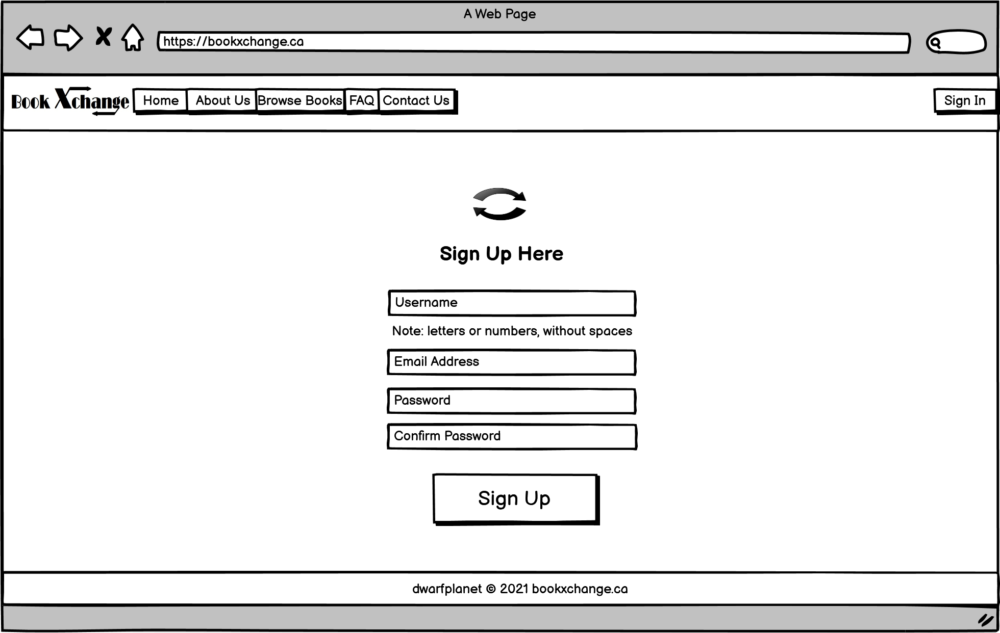 A Web Page
https://bookxchange.ca
Book Xchange Home About Us Browse Books FAQ Contact Us Sign In
Sign Up Here
Username
Note: letters or numbers, without spaces
Email Address
Password
Confirm Password
Sign Up
dwarfplanet © 2021 bookxchange.ca